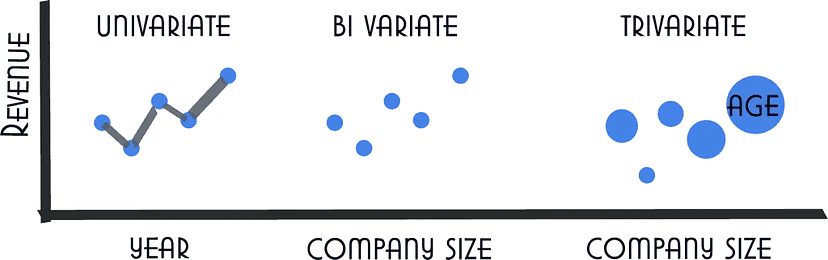 UNIVARIATE
BI VARIATE
TRIVARIATE
REVENUE
AGE
YEAR
COMPANY SIZE
COMPANY SIZE